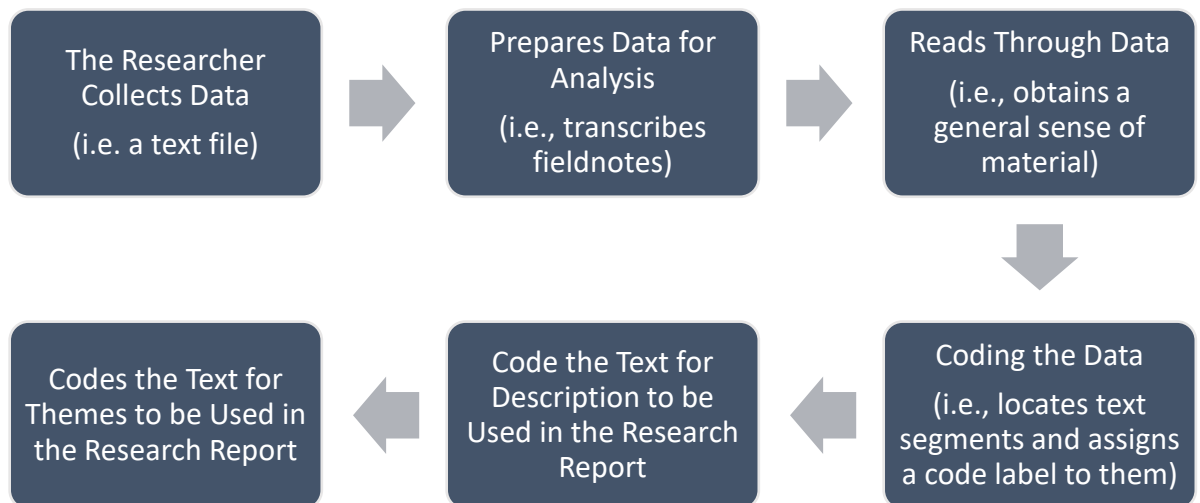 The Researcher
Collects Data
(i.e. a text file)
Prepares Data for
Analysis
(i.e., transcribes
fieldnotes)
Reads Through Data
(i.e., obtains a
general sense of
material)
Coding the Data
(i.e., locates text
segments and assigns
a code label to them)
Code the Text for
Description to be
Used in the Research
Report
Codes the Text for
Themes to be Used in
the Research Report